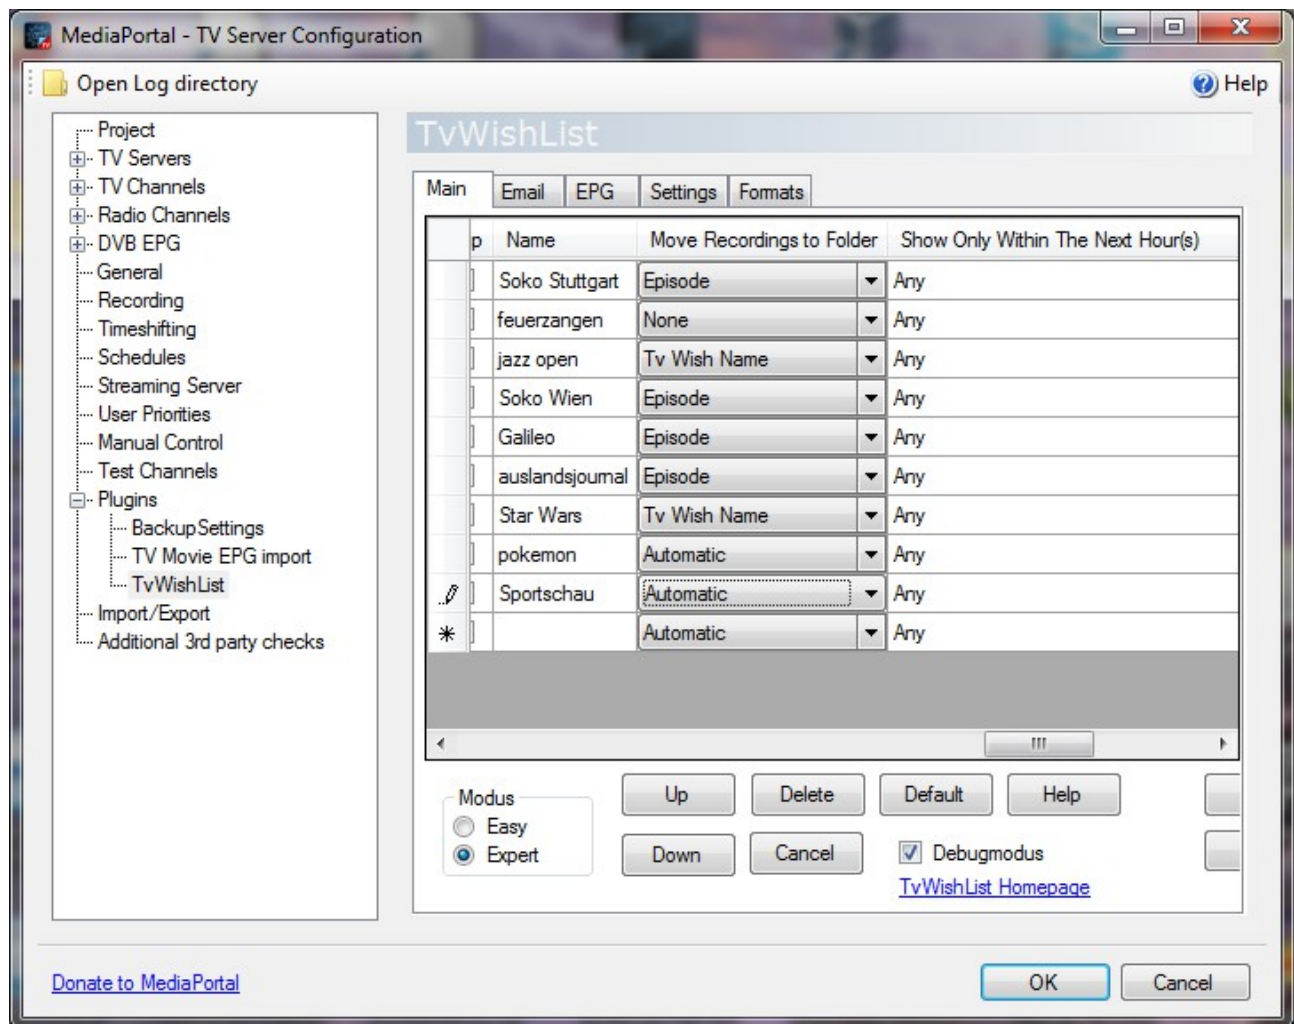 MediaPortal - TV Server Configuration
Open Log directory
Help
Project
TV Servers
TV Channels
Radio Channels
DVB EPG
General
Recording
Timeshifting
Schedules
Streaming Server
User Priorities
Manual Control
Test Channels
Plugins
BackupSettings
TV Movie EPG import
TvWishList
Import/Export
Additional 3rd party checks
TvWishList
Main Email EPG Settings Formats
p Name Move Recordings to Folder Show Only Within The Next Hour(s)
Soko Stuttgart Episode Any
feuerzangen None Any
jazz open Tv Wish Name Any
Soko Wien Episode Any
Galileo Episode Any
auslandsjournal Episode Any
Star Wars Tv Wish Name Any
pokemon Automatic Any
Sportschau Automatic Any
Automatic Any
Modus
Easy
Expert
Up Delete Default Help
Down Cancel Debugmodus
TvWishList Homepage
Donate to MediaPortal
OK Cancel